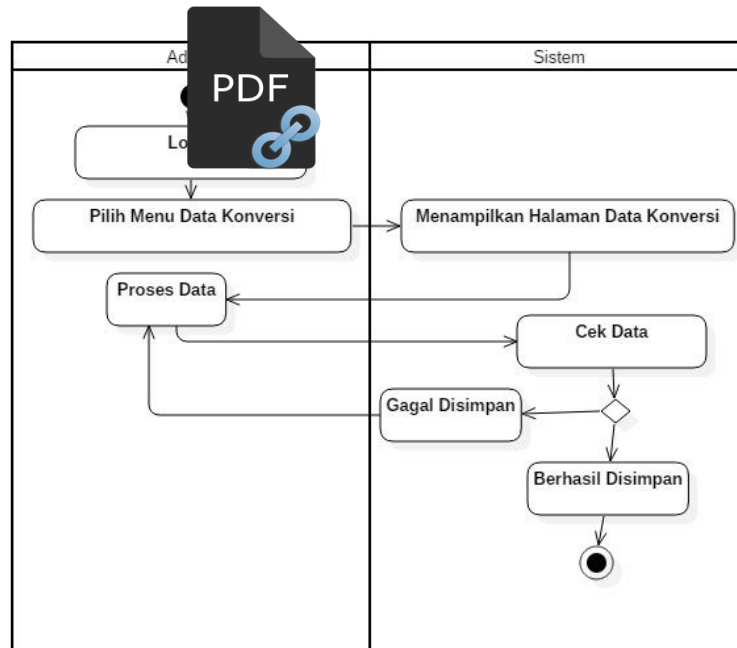 PDF
Sistem
Pilih Menu Data Konversi
Menampilkan Halaman Data Konversi
Proses Data
Cek Data
Gagal Disimpan
Berhasil Disimpan